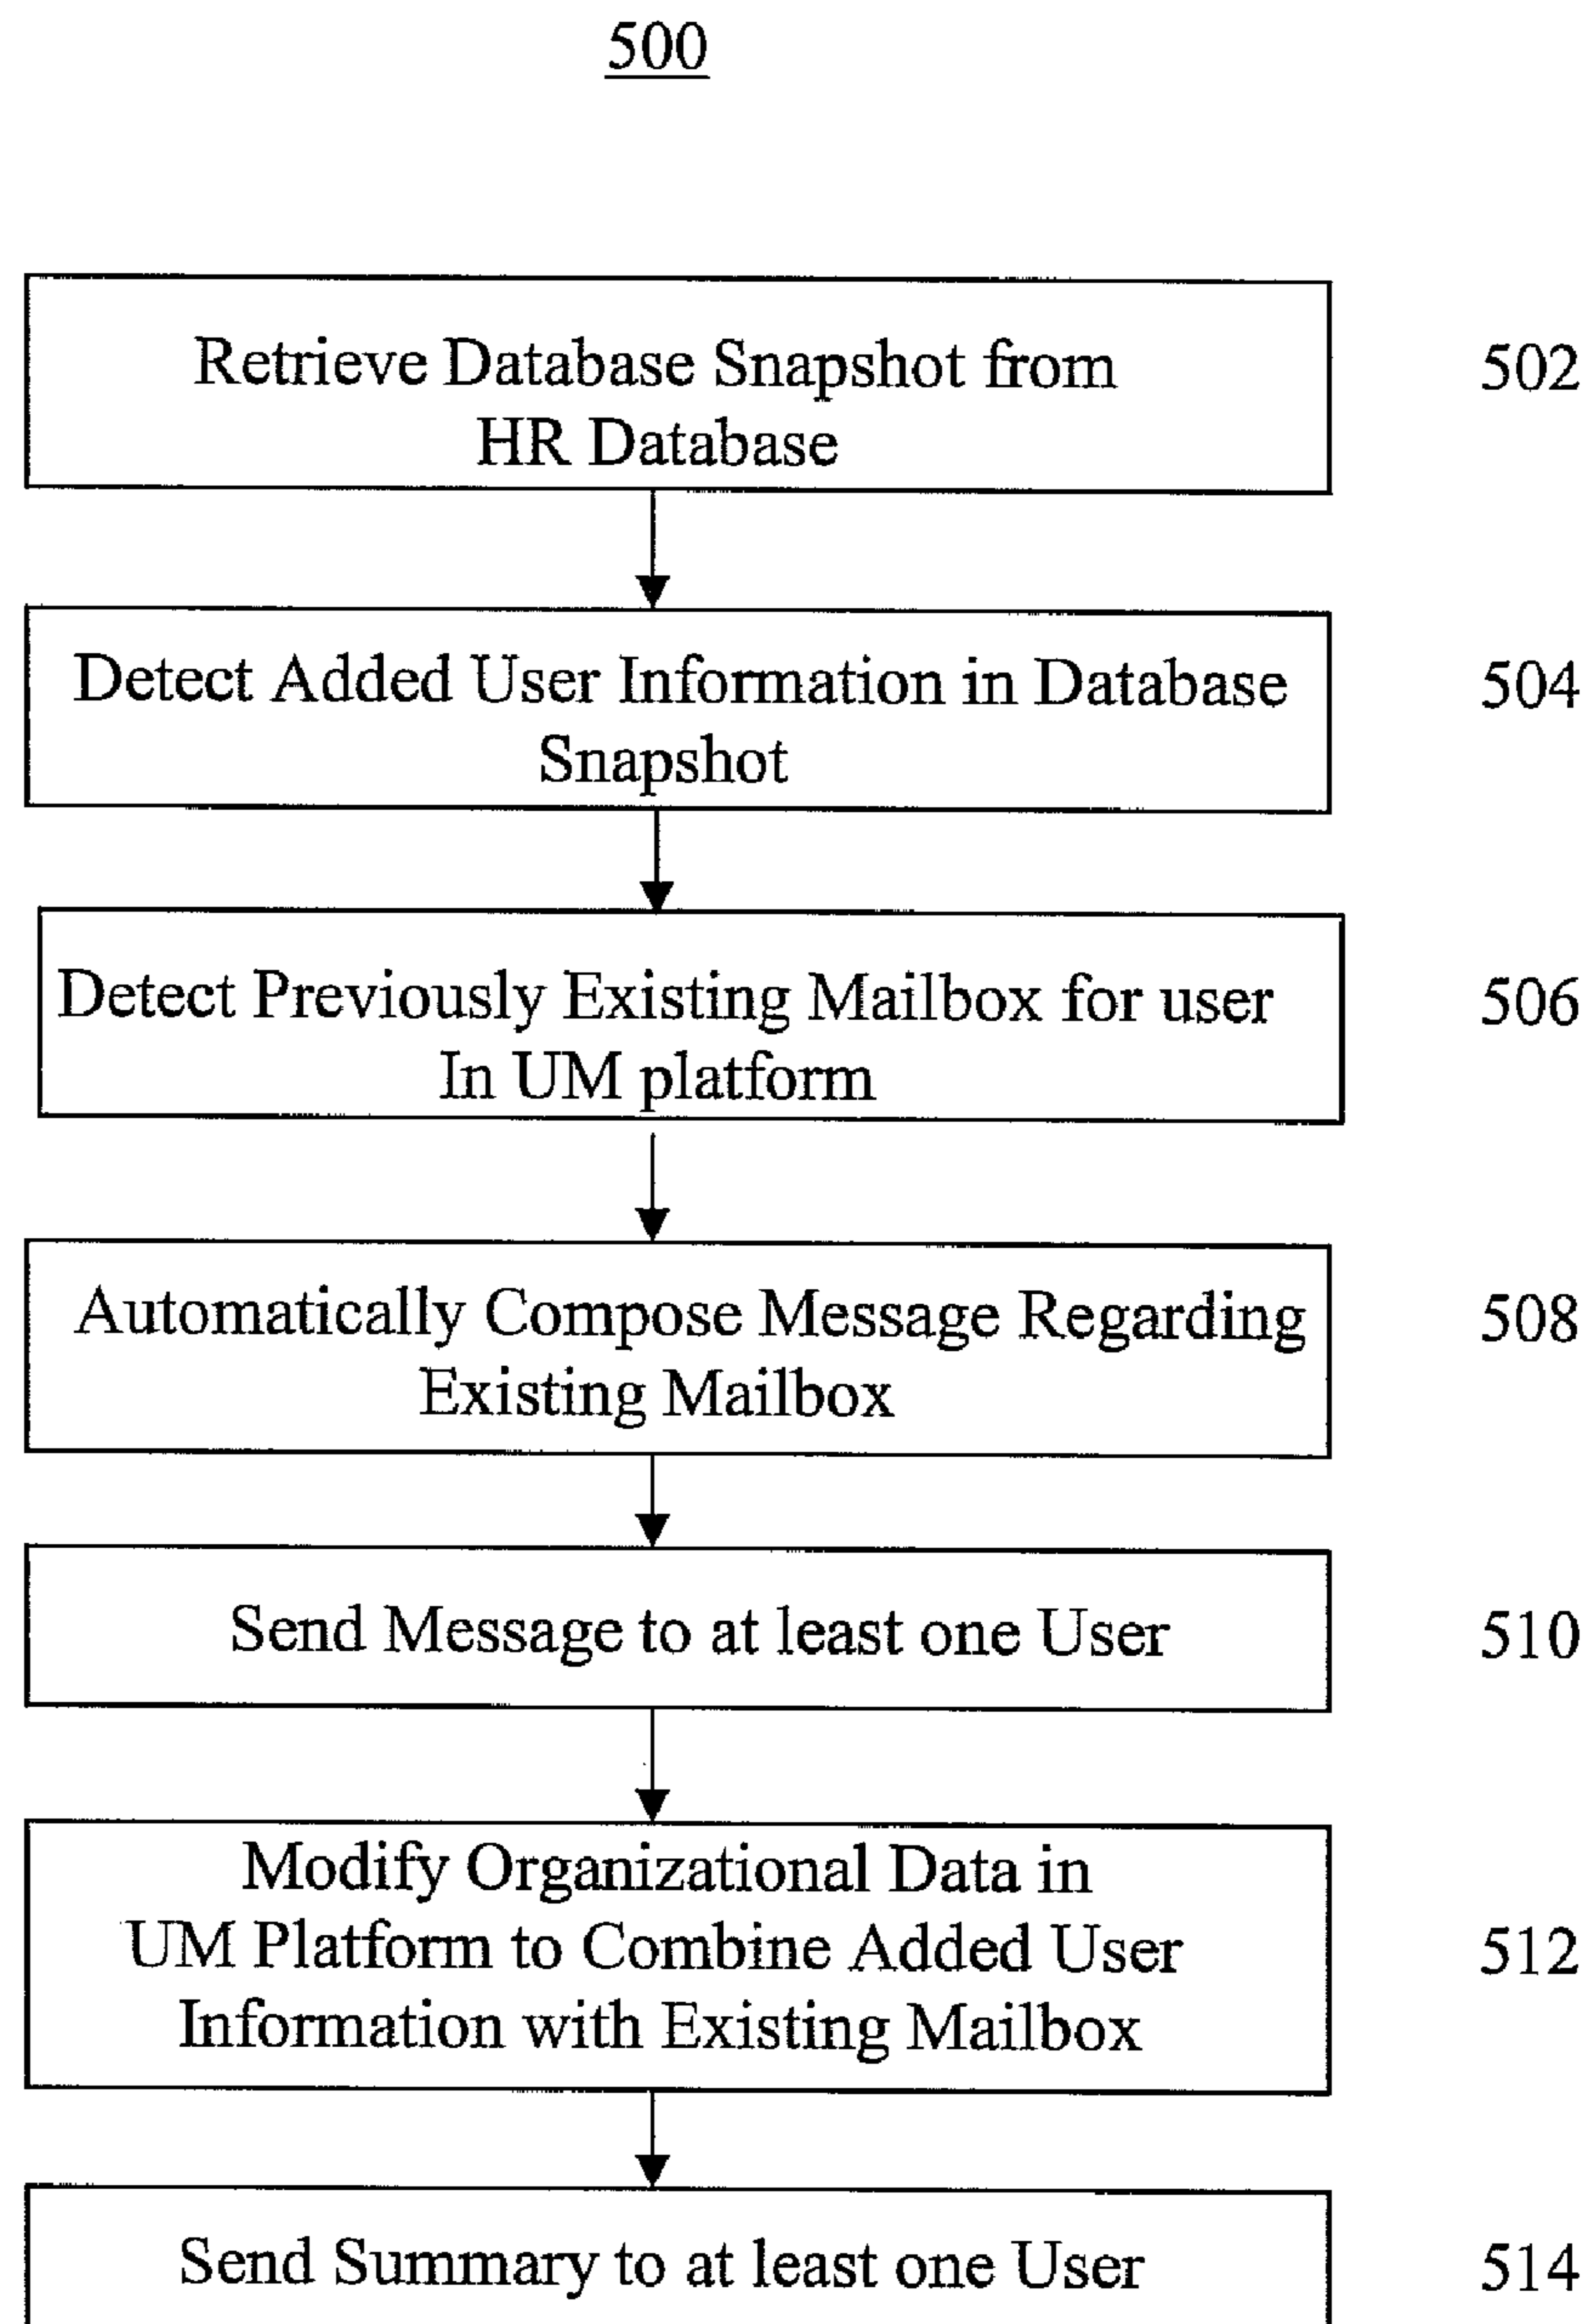 500
Retrieve Database Snapshot from
HR Database
502
Detect Added User Information in Database
Snapshot
504
Detect Previously Existing Mailbox for user
In UM platform
506
Automatically Compose Message Regarding
Existing Mailbox
508
Send Message to at least one User
510
Modify Organizational Data in
UM Platform to Combine Added User
Information with Existing Mailbox
512
Send Summary to at least one User
514